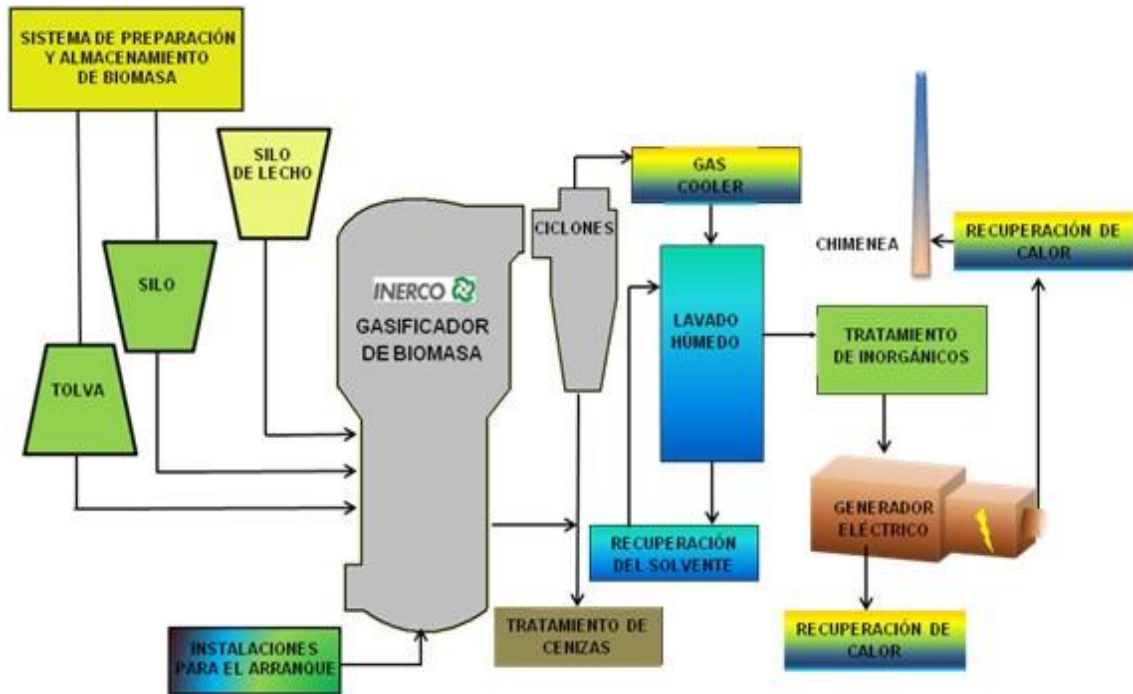 SISTEMA DE PREPARACIÓN
Y ALMACENAMIENTO
DE BIOMASA
SILO
DE LECHO
SILO
TOLVA
INERCO
GASIFICADOR
DE BIOMASA
CICLONES
GAS
COOLER
LAVADO
HÚMEDO
RECUPERACIÓN
DEL SOLVENTE
CHIMENEA
RECUPERACIÓN DE
CALOR
TRATAMIENTO
DE INORGÁNICOS
GENERADOR
ELÉCTRICO
RECUPERACIÓN DE
CALOR
TRATAMIENTO DE
CENIZAS
INSTALACIONES
PARA EL ARRANQUE